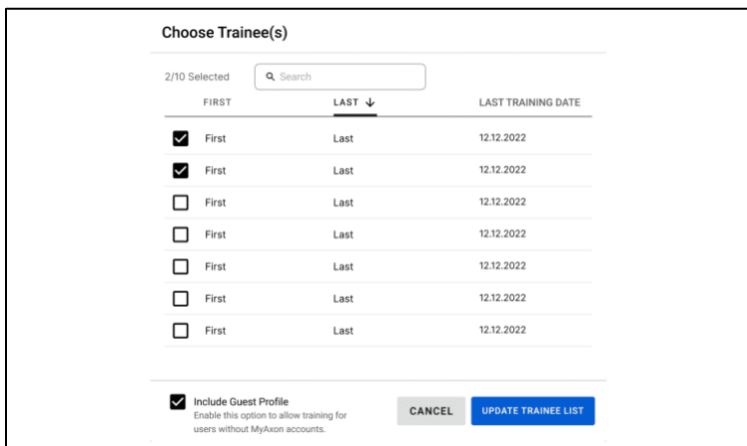 Choose Trainee(s)
2/10 Selected Search
FIRST LAST LAST TRAINING DATE
First Last 12.12.2022
First Last 12.12.2022
First Last 12.12.2022
First Last 12.12.2022
First Last 12.12.2022
First Last 12.12.2022
First Last 12.12.2022
Include Guest Profile
Enable this option to allow training for
users without MyAxon accounts.
CANCEL UPDATE TRAINEE LIST